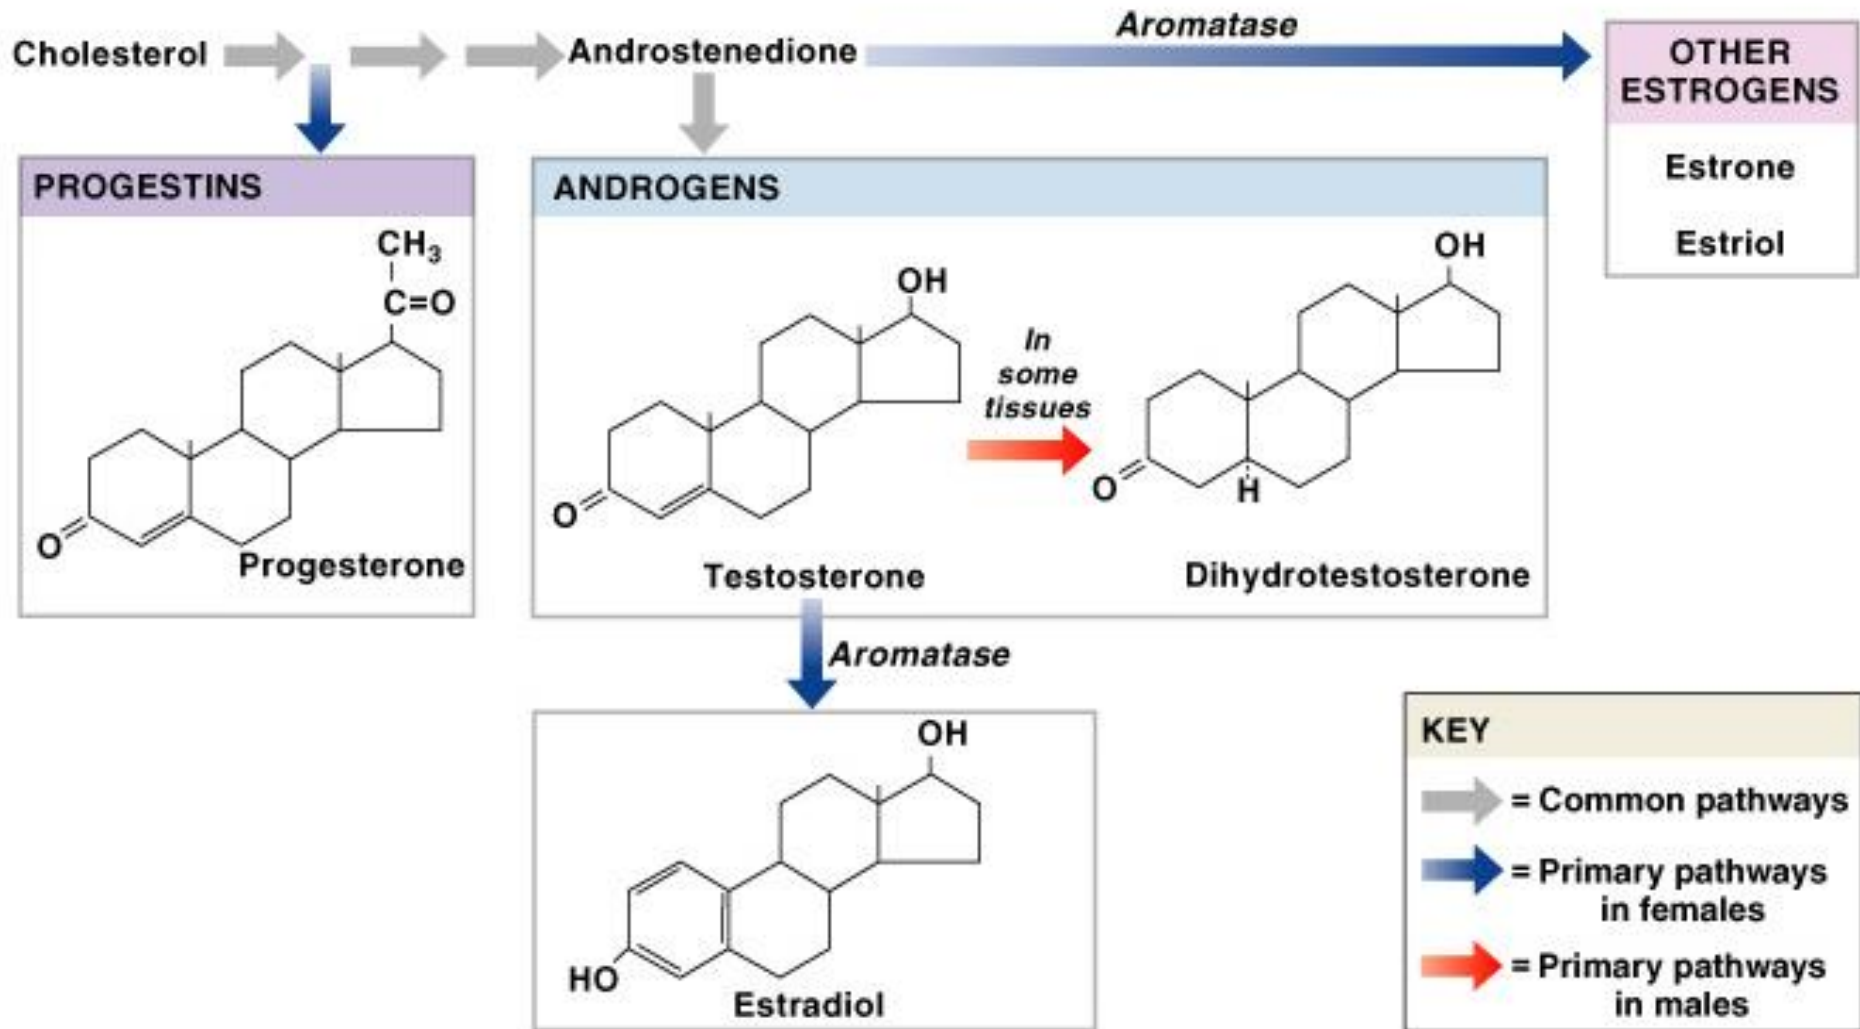 Cholesterol
Androstenedione
Aromatase
OTHER
ESTROGENS
Estrone
Estriol
PROGESTINS
CH₃
C=O
O
Progesterone
ANDROGENS
OH
O
Testosterone
In
some
tissues
OH
O
H
Dihydrotestosterone
Aromatase
OH
HO
Estradiol
KEY
= Common pathways
= Primary pathways
in females
= Primary pathways
in males